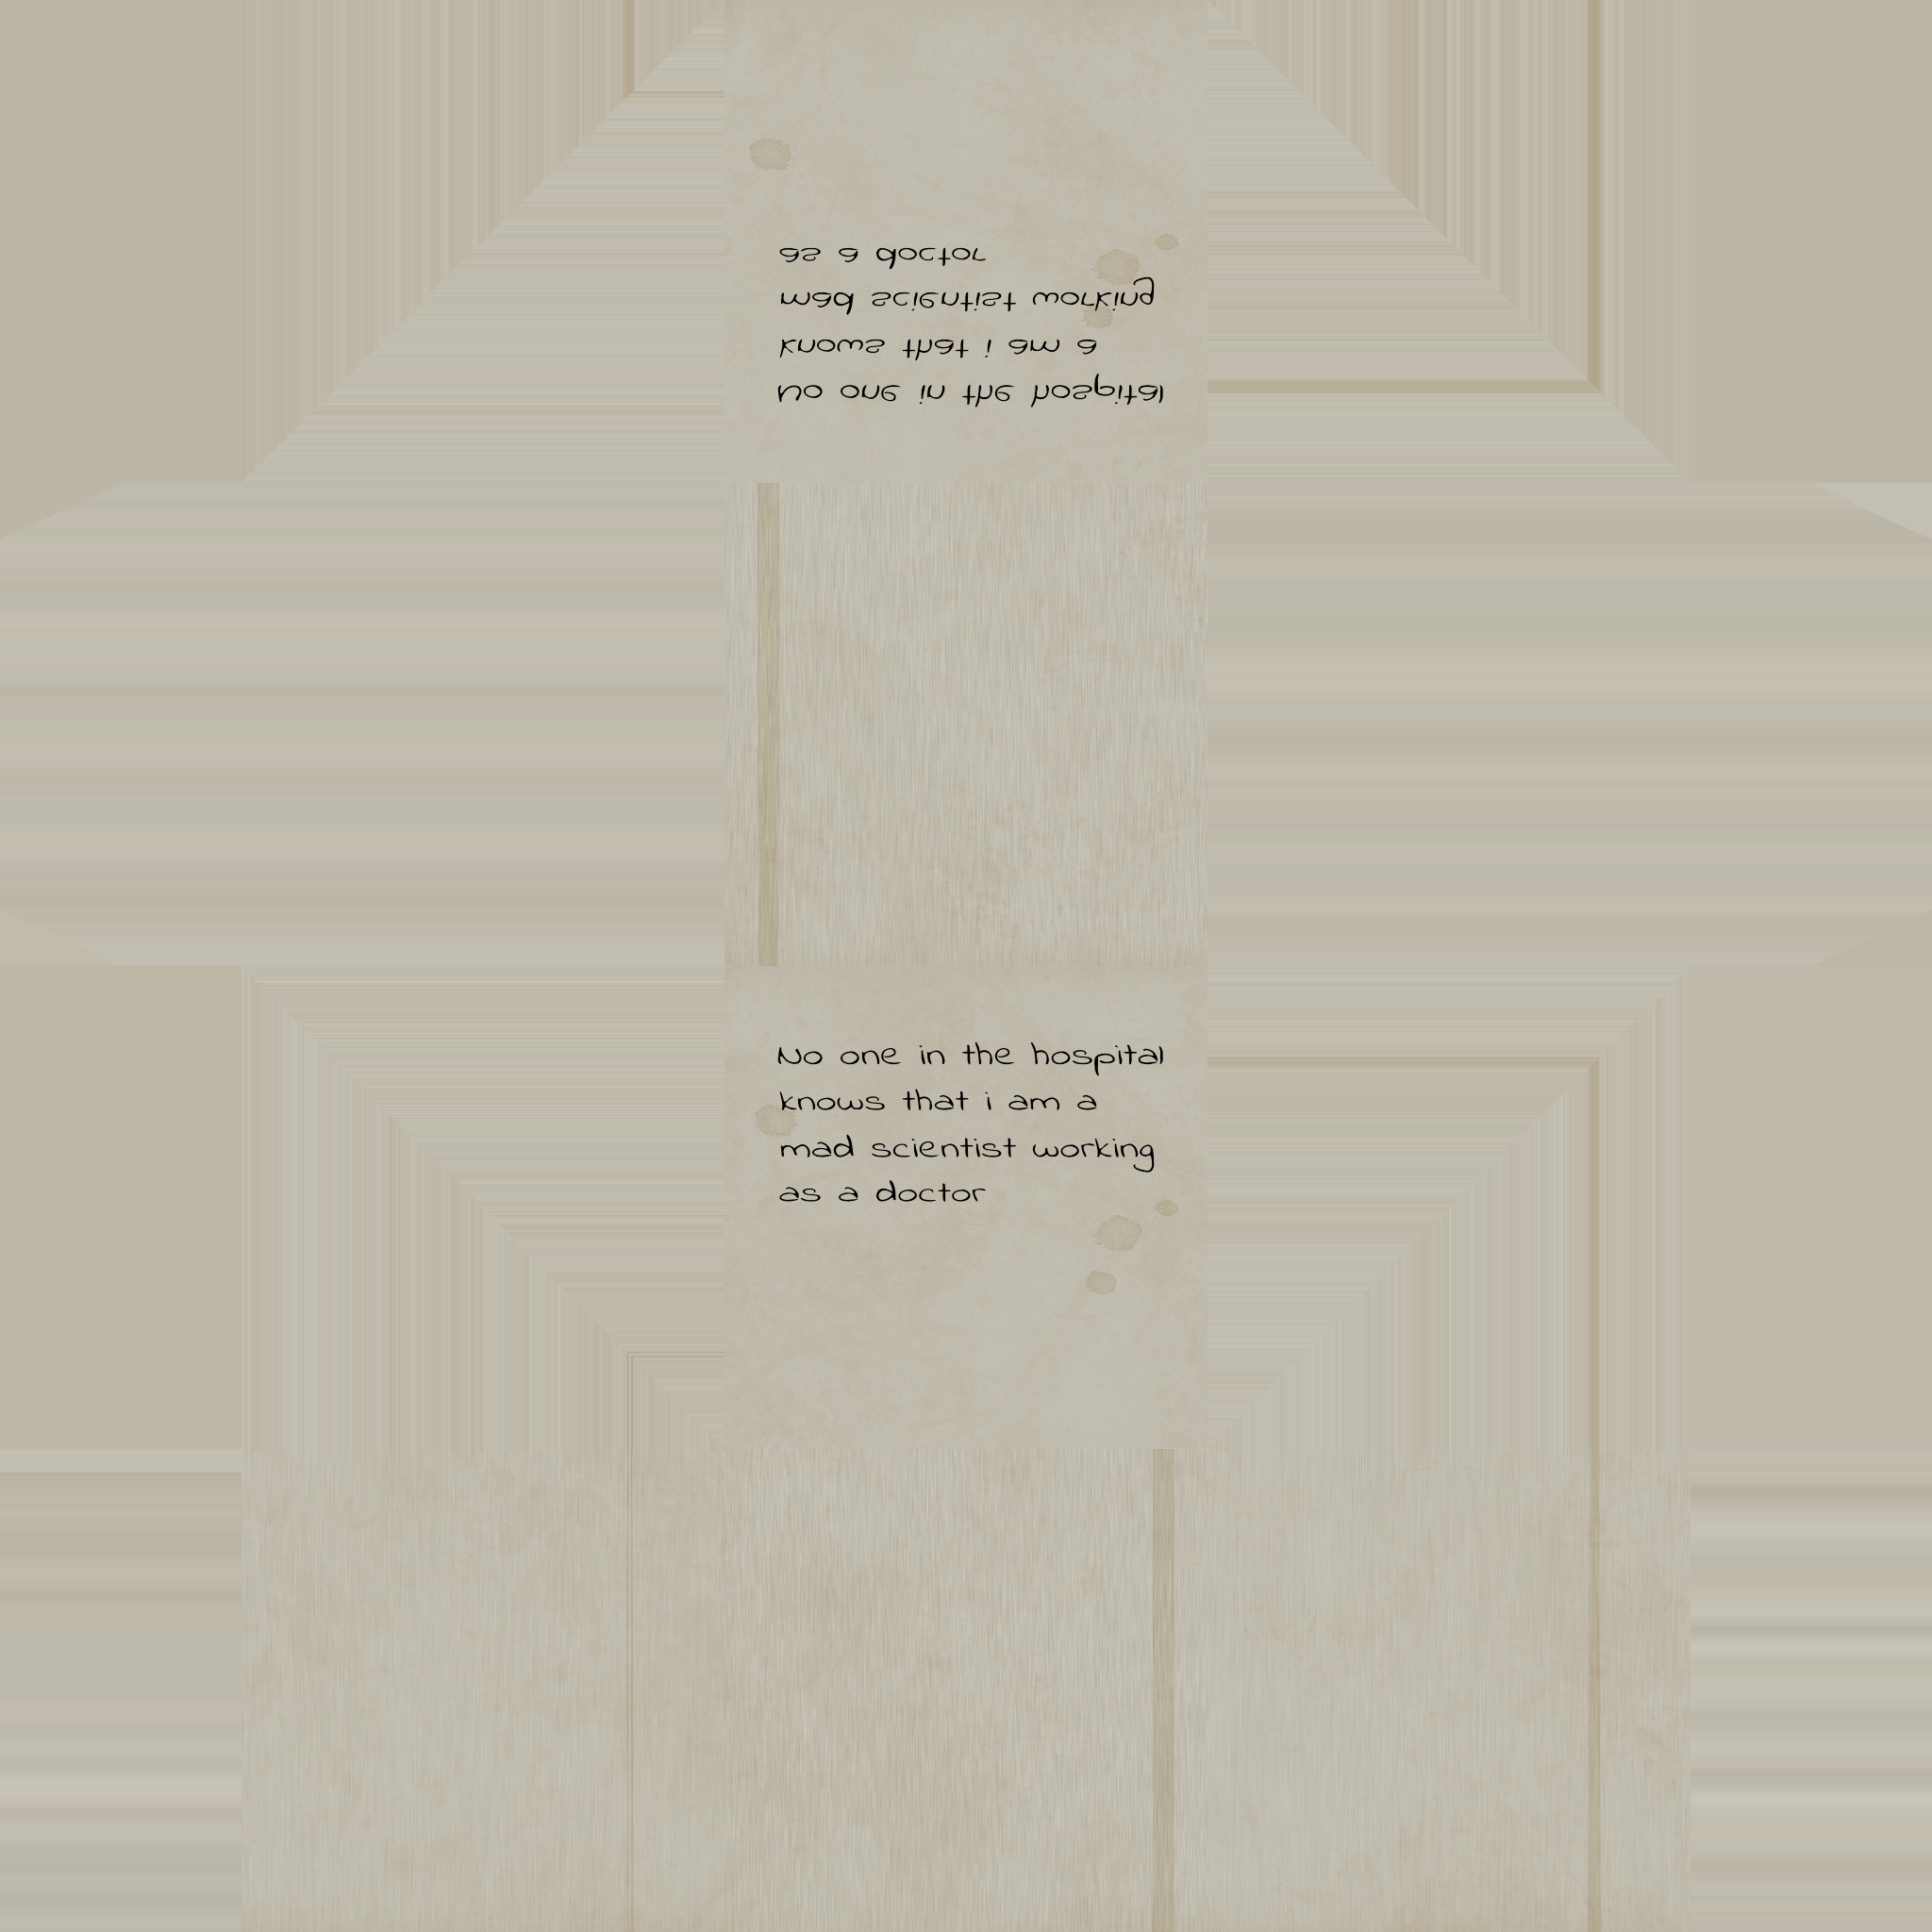 as a doctor
mad scientist working
knows that i am a
No one in the hospital
No one in the hospital
knows that i am a
mad scientist working
as a doctor